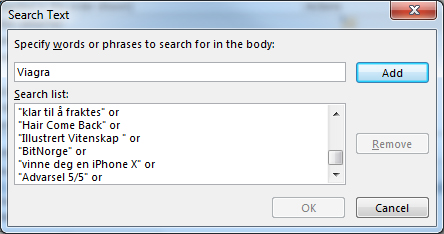 Search Text
Specify words or phrases to search for in the body:
Viagra
Add
Search list:
"klar til å fraktes" or
"Hair Come Back" or
"Illustrert Vitenskap " or
"BitNorge" or
"vinne deg en iPhone X" or
"Advarsel 5/5" or
Remove
OK
Cancel